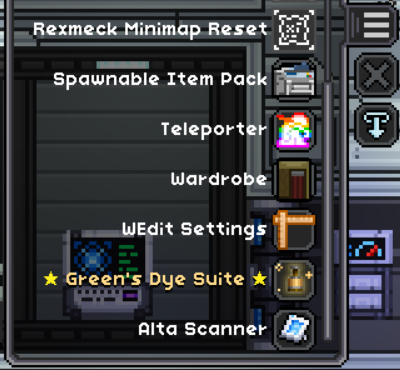 Rexmeck Minimap Reset
Spawnable Item Pack
Teleporter
Wardrobe
WEdit Settings
★ Green's Dye Suite ★
Alta Scanner